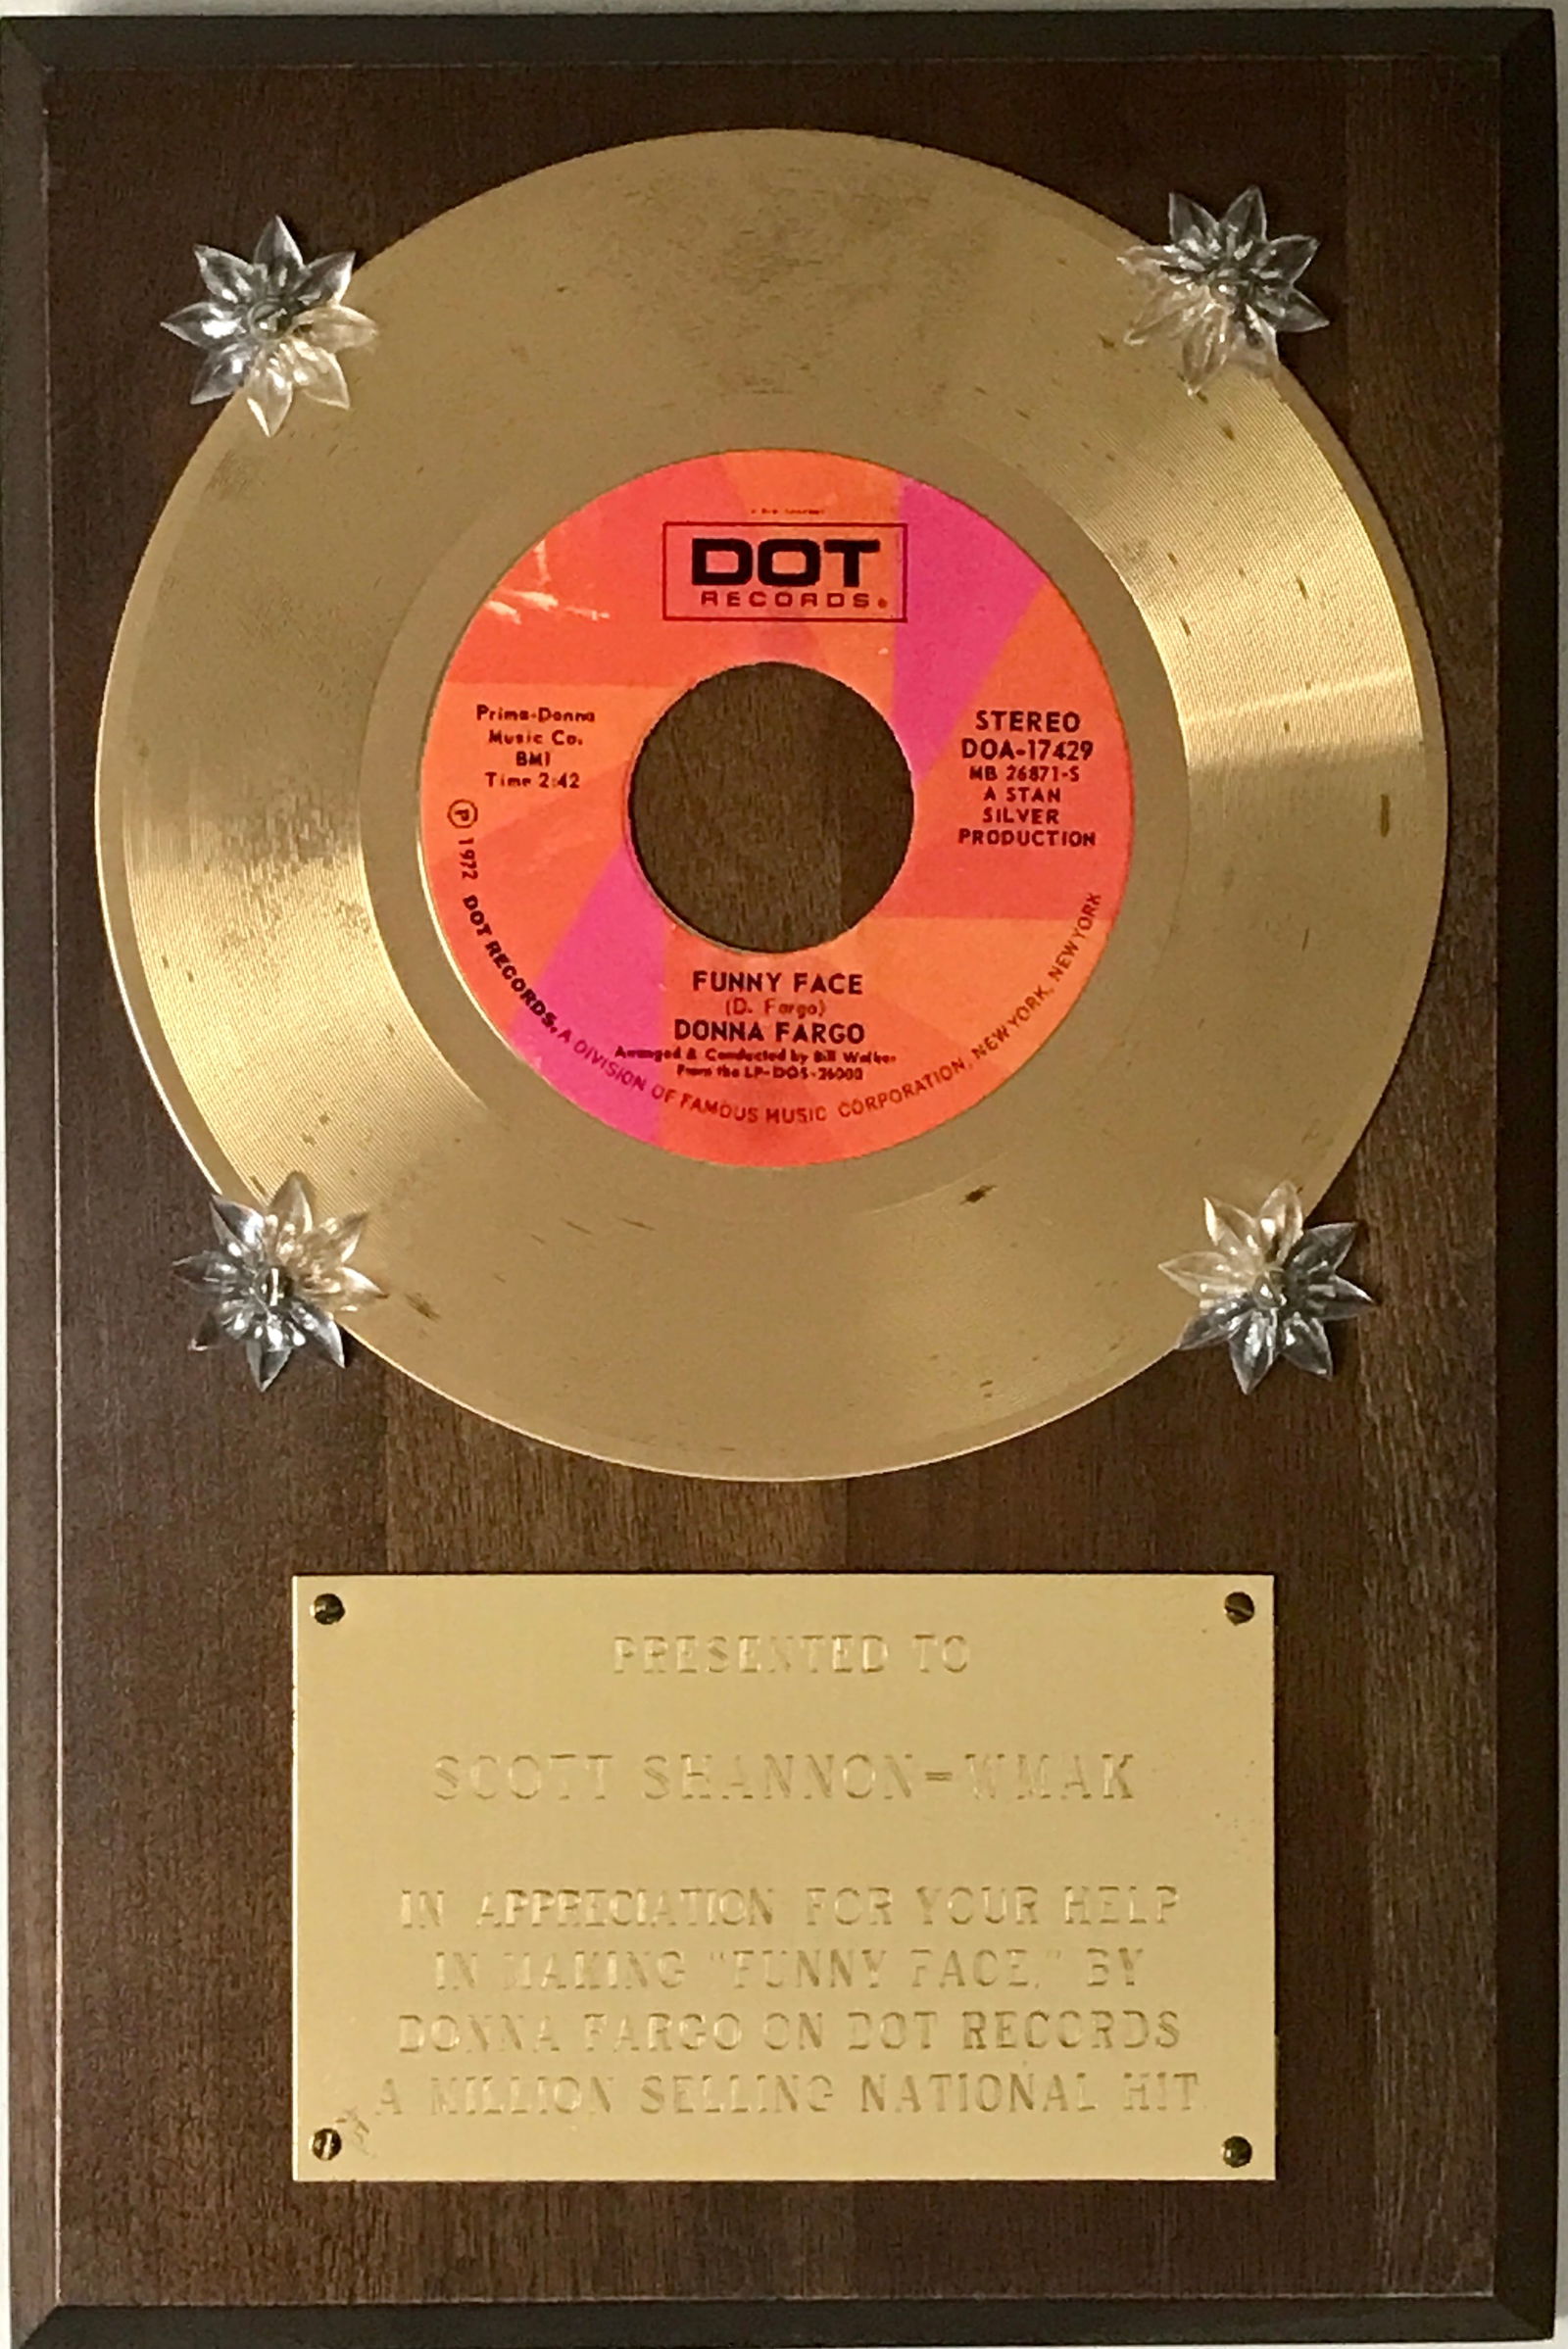 DOT
RECORDS
Prima-Donna
Music Co.
BMI
Time 2:42
STEREO
DOA-17429
MB 26871-S
A STAN
SILVER
PRODUCTION
FUNNY FACE
(D. Fargo)
DONNA FARGO
Arranged & Conducted by Bill Walker
From the LP-DOS-26000
Ⓟ 1972 DOT RECORDS, A DIVISION OF FAMOUS MUSIC CORPORATION, NEW YORK, NEW YORK
PRESENTED TO
SCOTT SHANNON-WMAK
IN APPRECIATION FOR YOUR HELP
IN MAKING "FUNNY FACE," BY
DONNA FARGO ON DOT RECORDS
A MILLION SELLING NATIONAL HIT